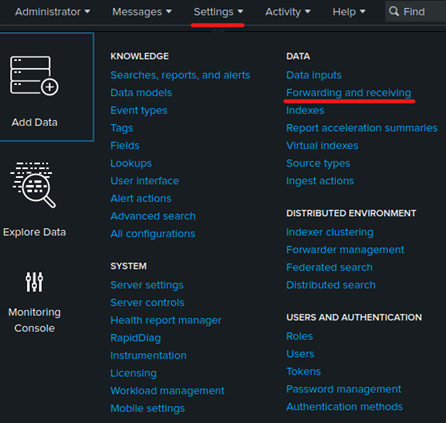 Administrator Messages Settings Activity Help Find
Add Data
Explore Data
Monitoring
Console
KNOWLEDGE
Searches, reports, and alerts
Data models
Event types
Tags
Fields
Lookups
User interface
Alert actions
Advanced search
All configurations
SYSTEM
Server settings
Server controls
Health report manager
RapidDiag
Instrumentation
Licensing
Workload management
Mobile settings
DATA
Data inputs
Forwarding and receiving
Indexes
Report acceleration summaries
Virtual indexes
Source types
Ingest actions
DISTRIBUTED ENVIRONMENT
Indexer clustering
Forwarder management
Federated search
Distributed search
USERS AND AUTHENTICATION
Roles
Users
Tokens
Password management
Authentication methods